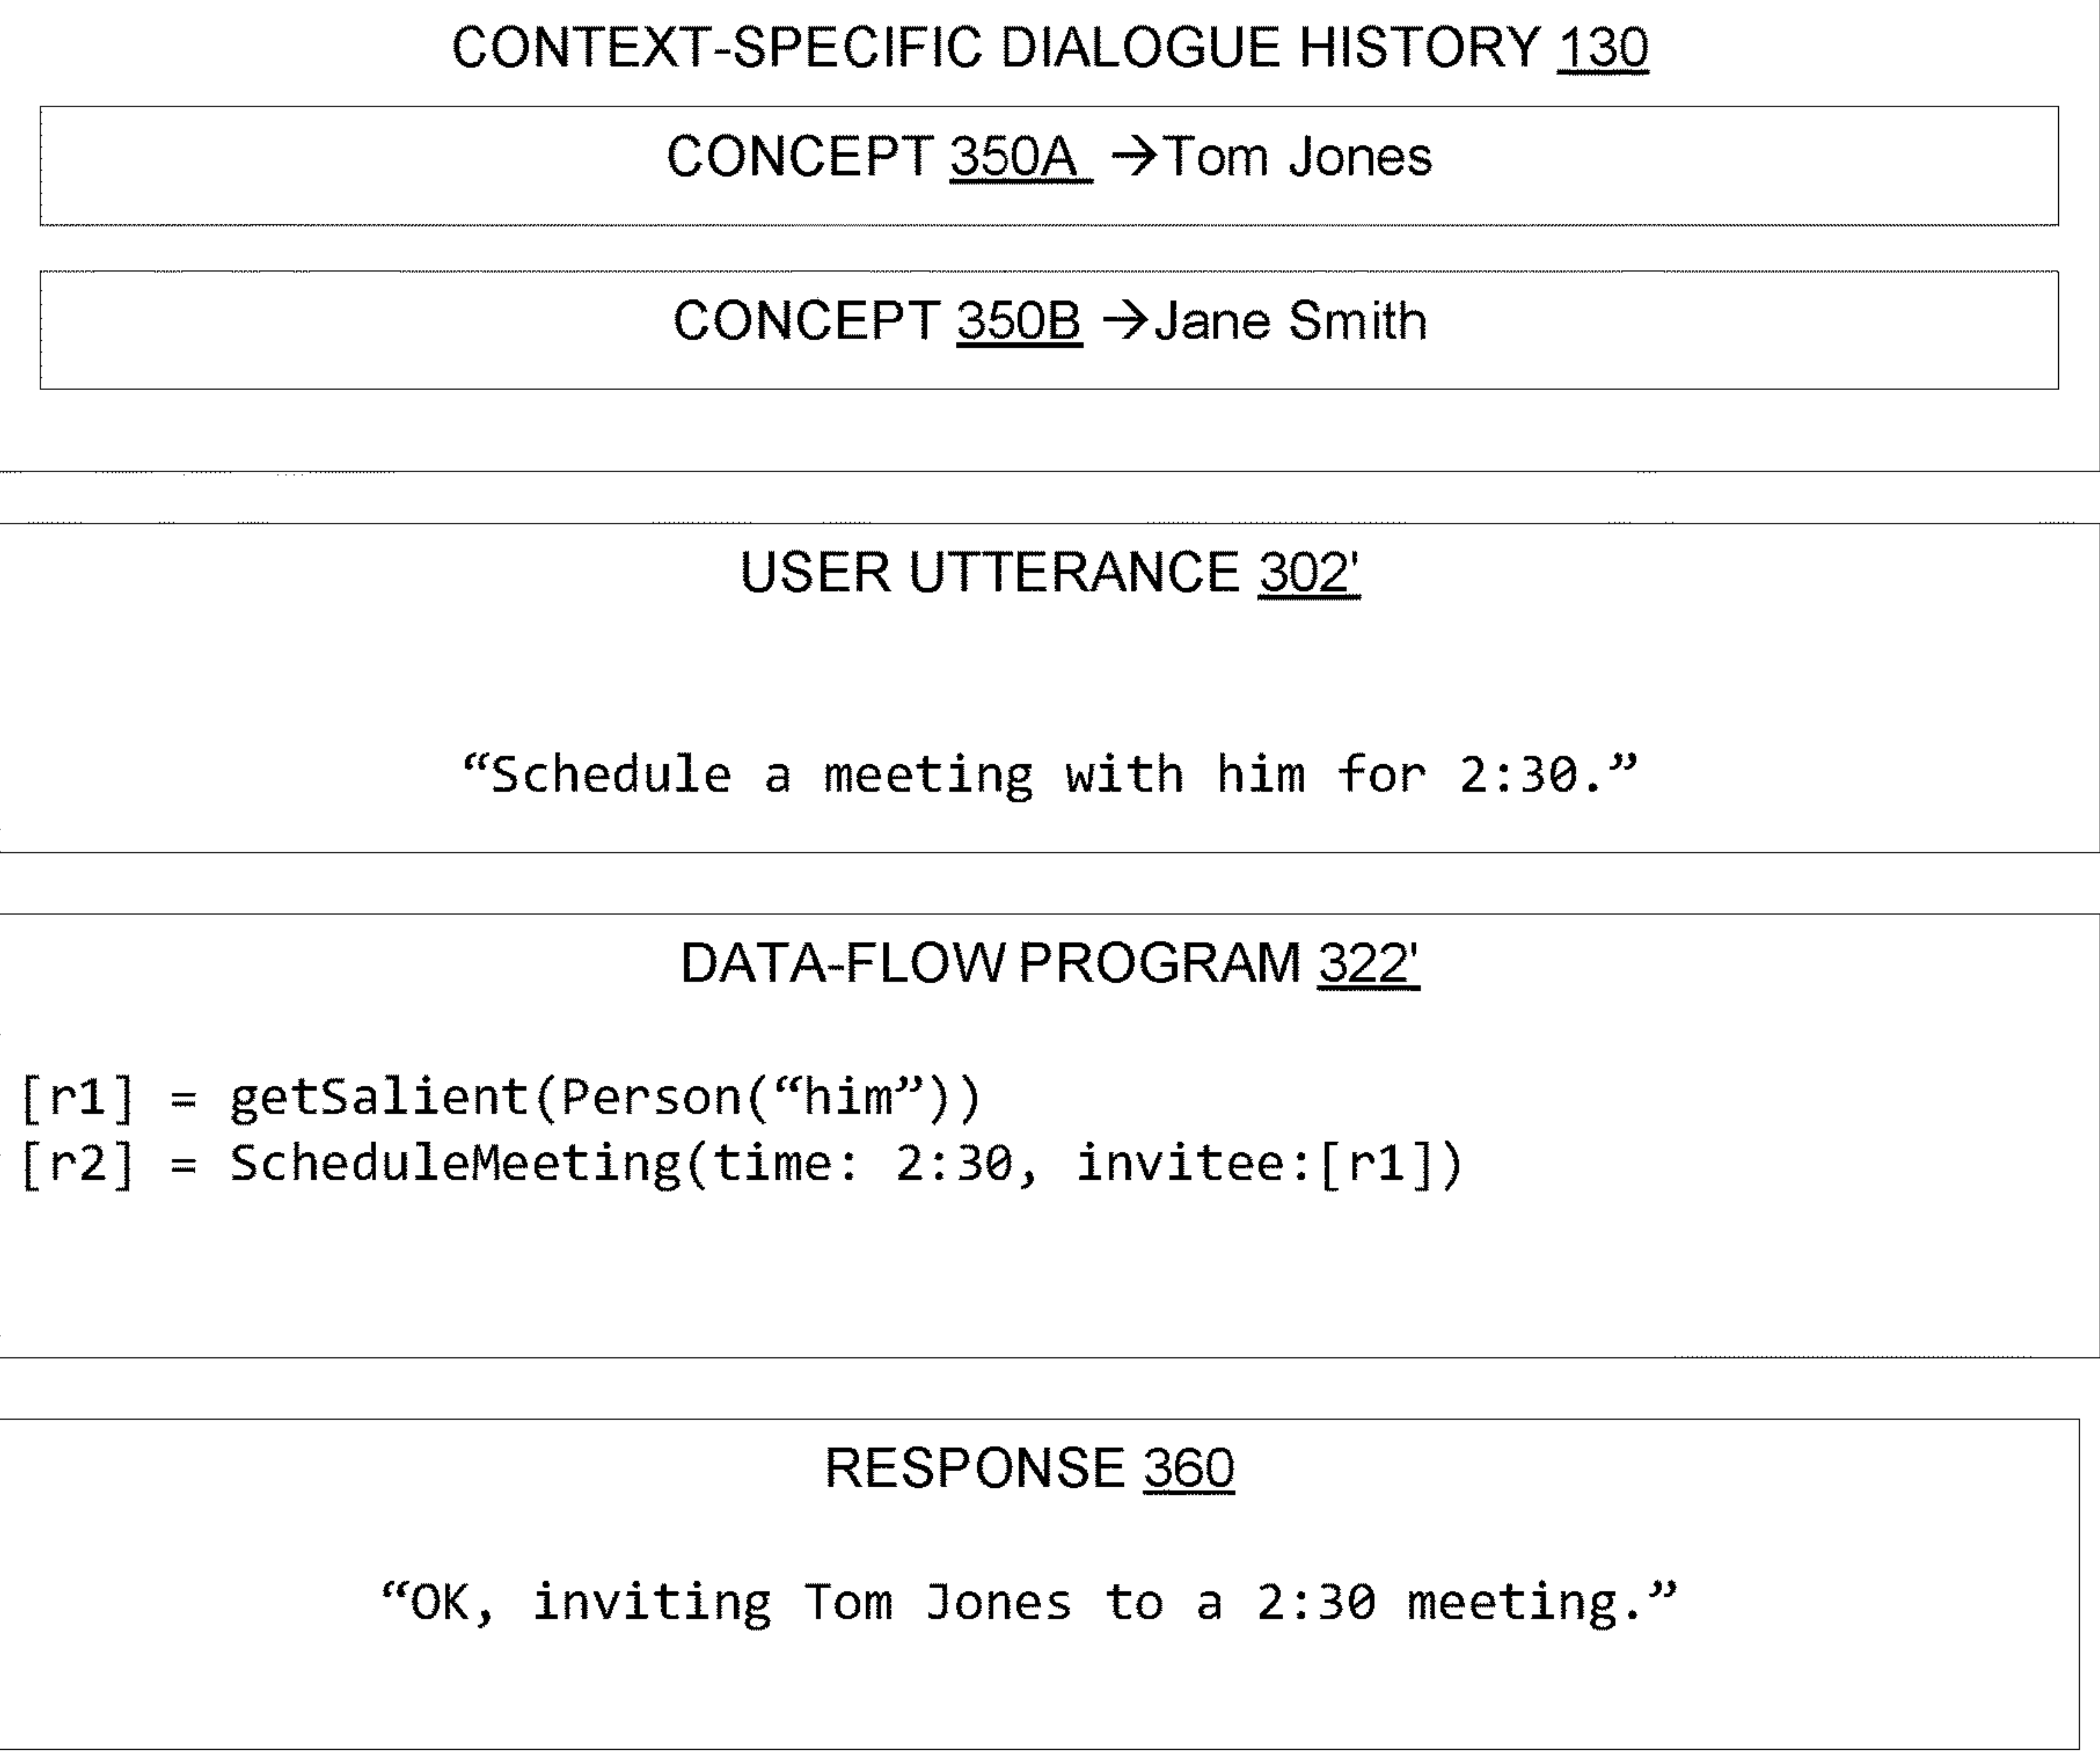 CONTEXT-SPECIFIC DIALOGUE HISTORY 130
CONCEPT 350A →Tom Jones
CONCEPT 350B →Jane Smith
USER UTTERANCE 302'
“Schedule a meeting with him for 2:30.”
DATA-FLOW PROGRAM 322'
[r1] = getSalient(Person(“him”))
[r2] = ScheduleMeeting(time: 2:30, invitee:[r1])
RESPONSE 360
“OK, inviting Tom Jones to a 2:30 meeting.”